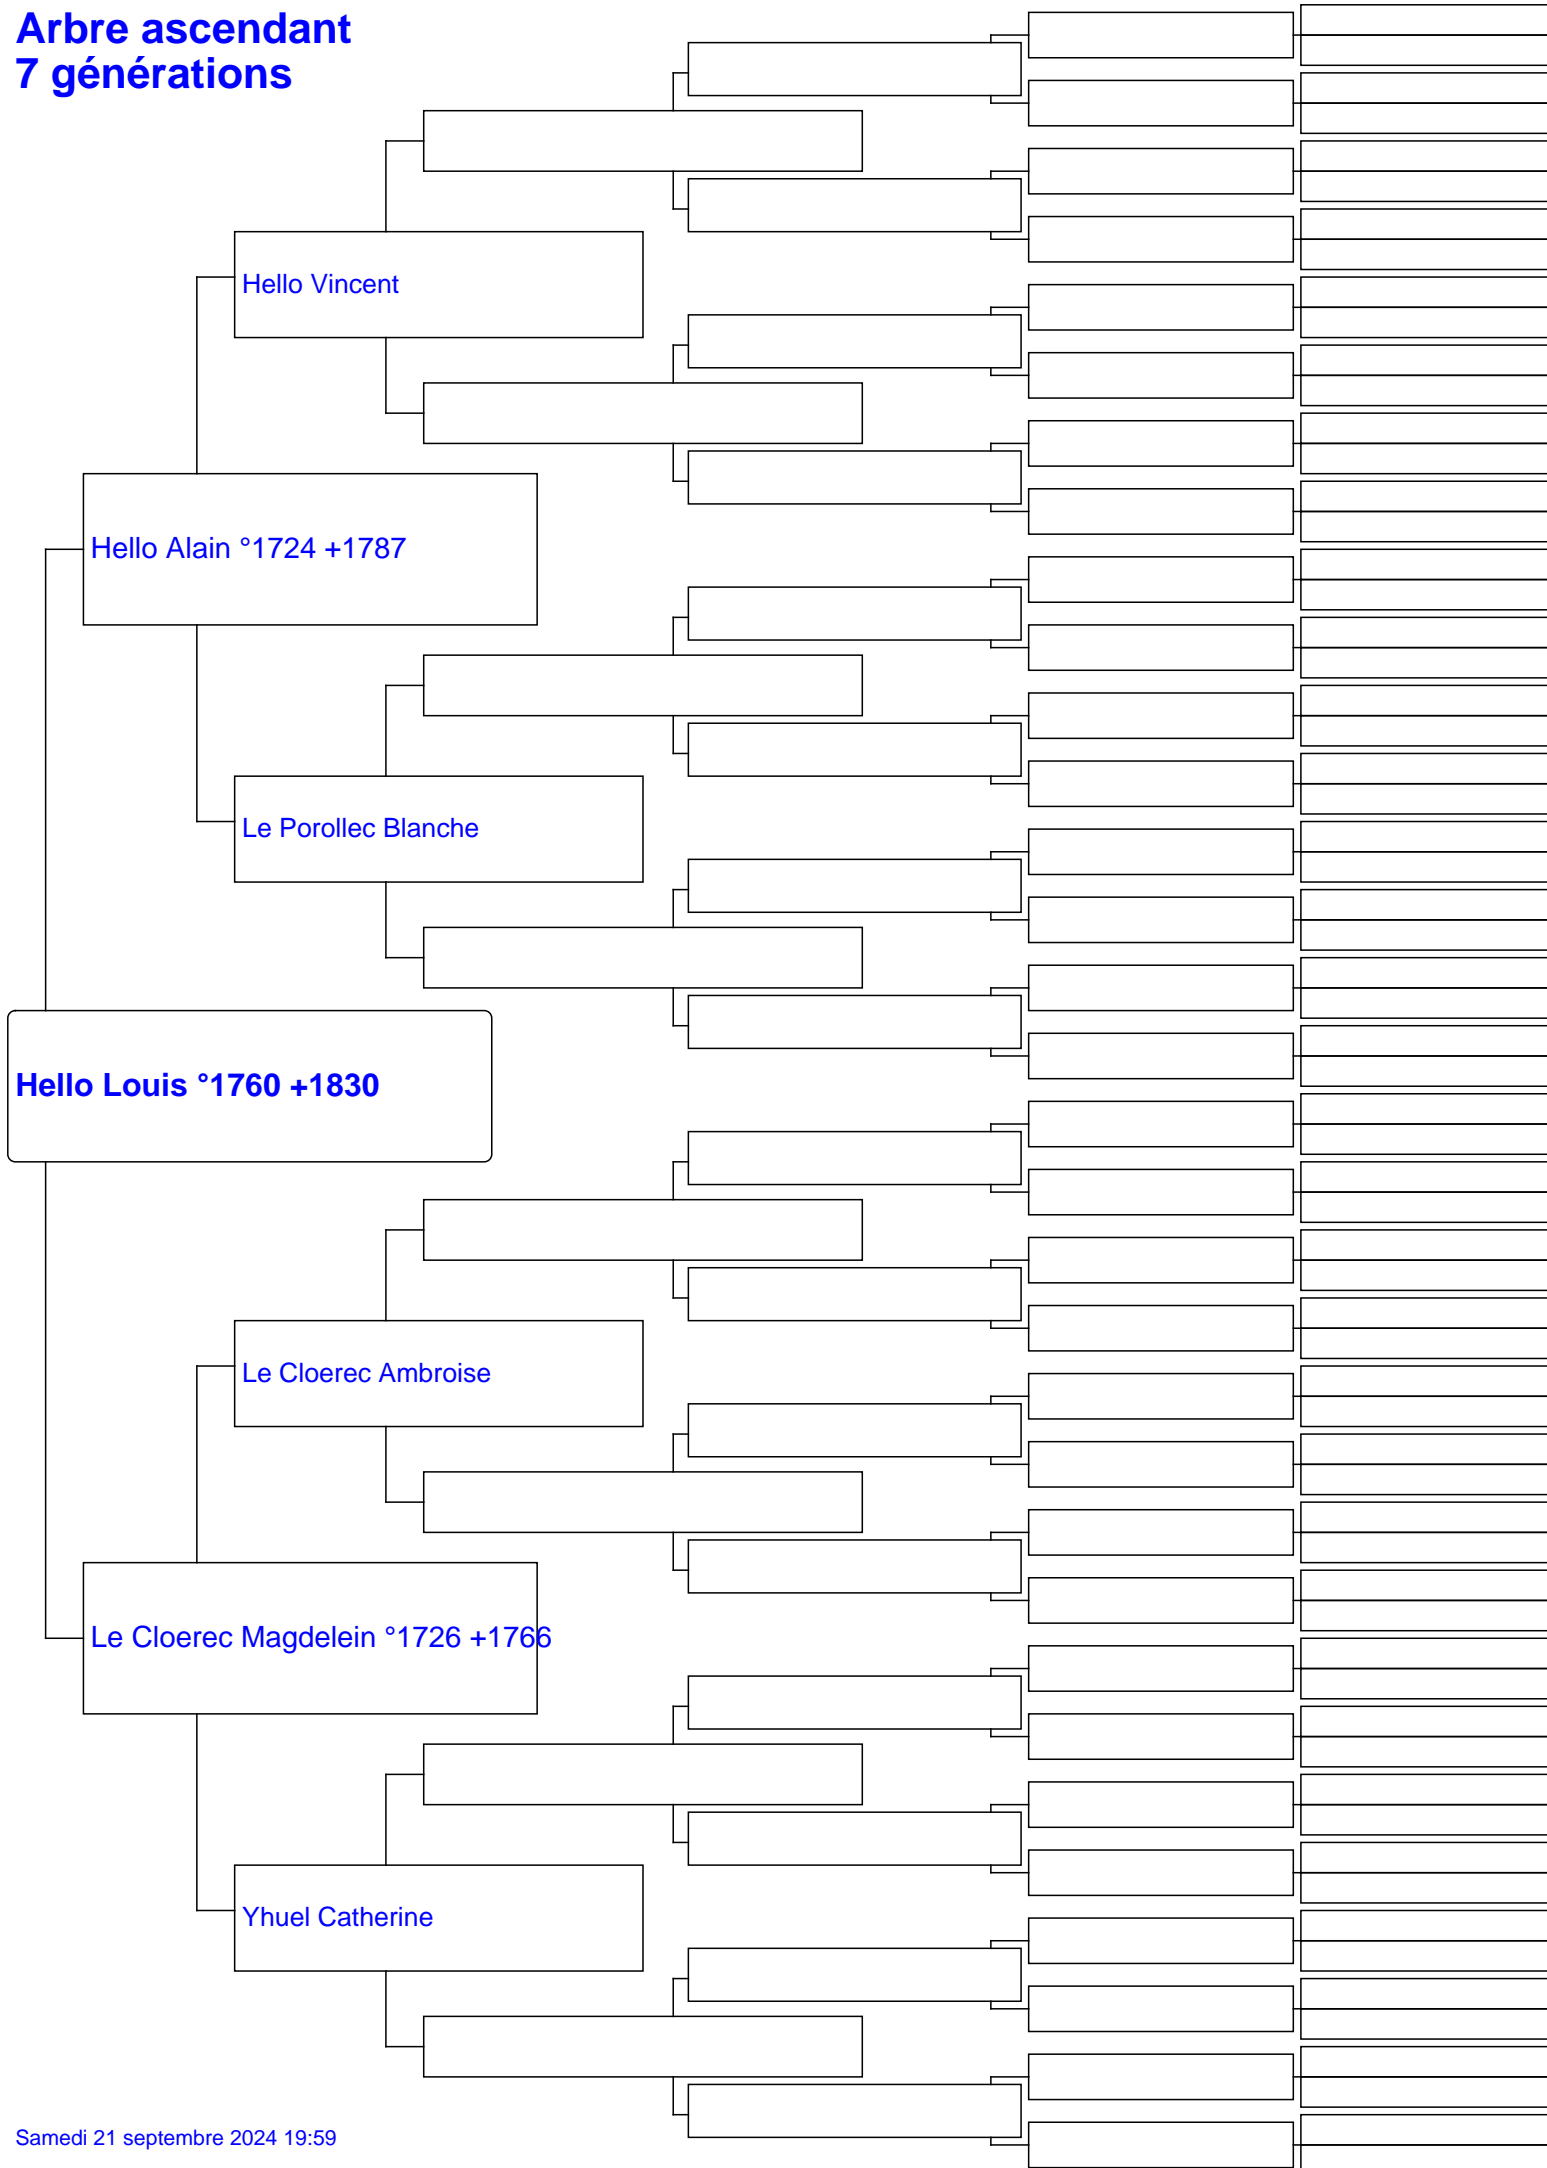 Arbre ascendant
7 générations
Hello Vincent
Hello Alain °1724 +1787
Le Porollec Blanche
Hello Louis °1760 +1830
Le Cloerec Ambroise
Le Cloerec Magdelein °1726 +1766
Yhuel Catherine
Samedi 21 septembre 2024 19:59